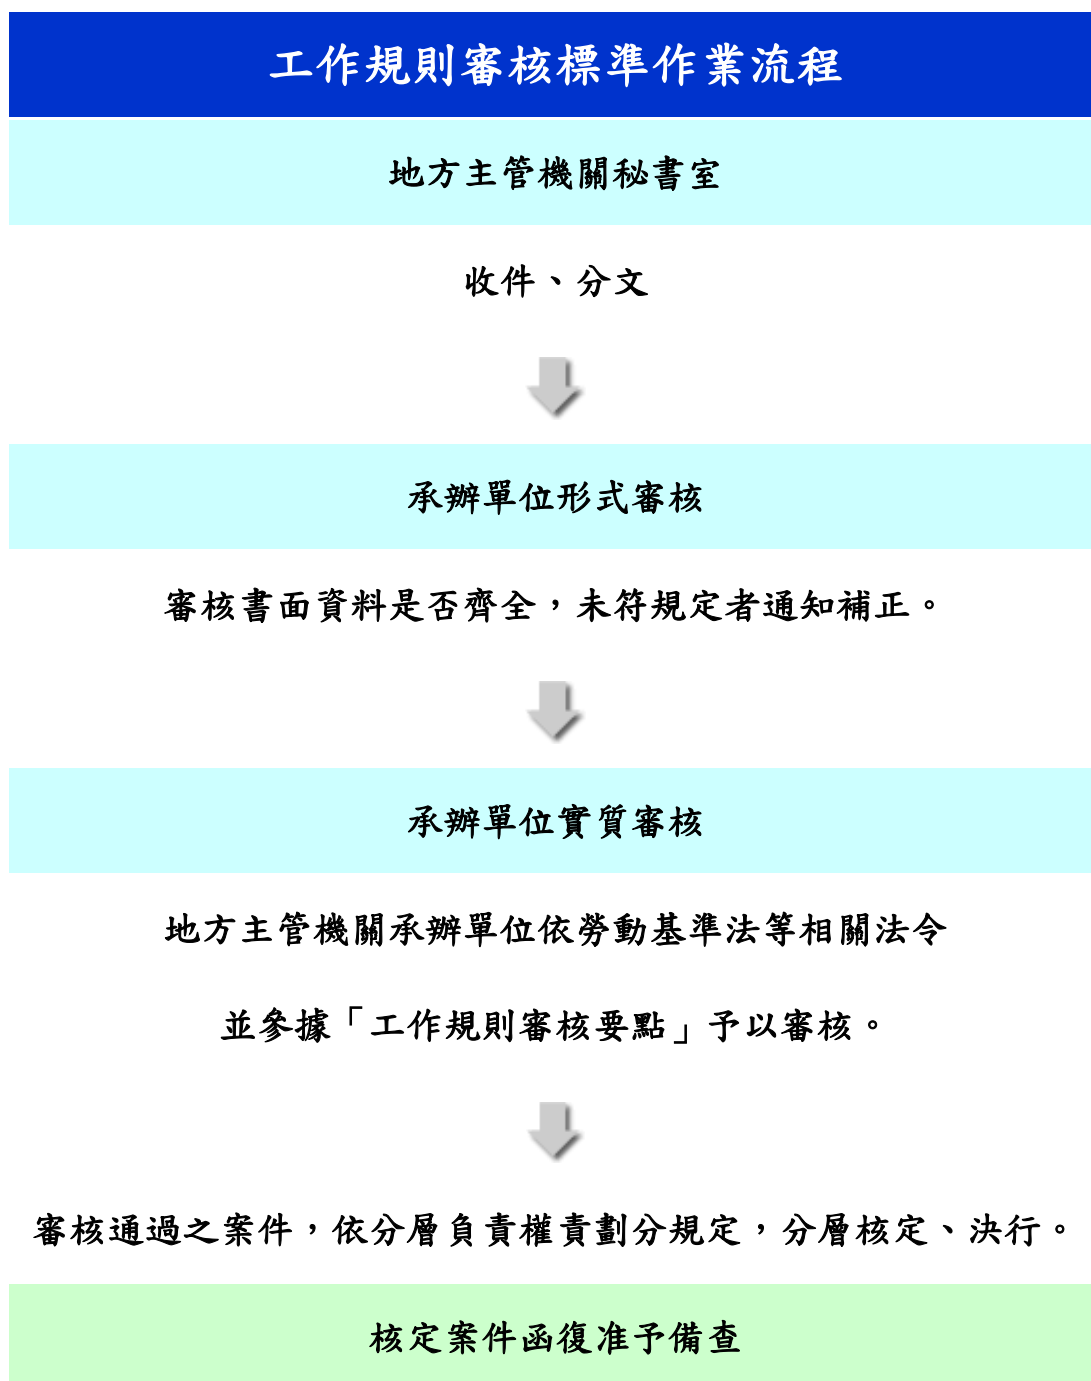 工作規則審核標準作業流程
地方主管機關秘書室
收件、分文
承辦單位形式審核
審核書面資料是否齊全，未符規定者通知補正。
承辦單位實質審核
地方主管機關承辦單位依勞動基準法等相關法令
並參據「工作規則審核要點」予以審核。
審核通過之案件，依分層負責權責劃分規定，分層核定、決行。
核定案件函復准予備查